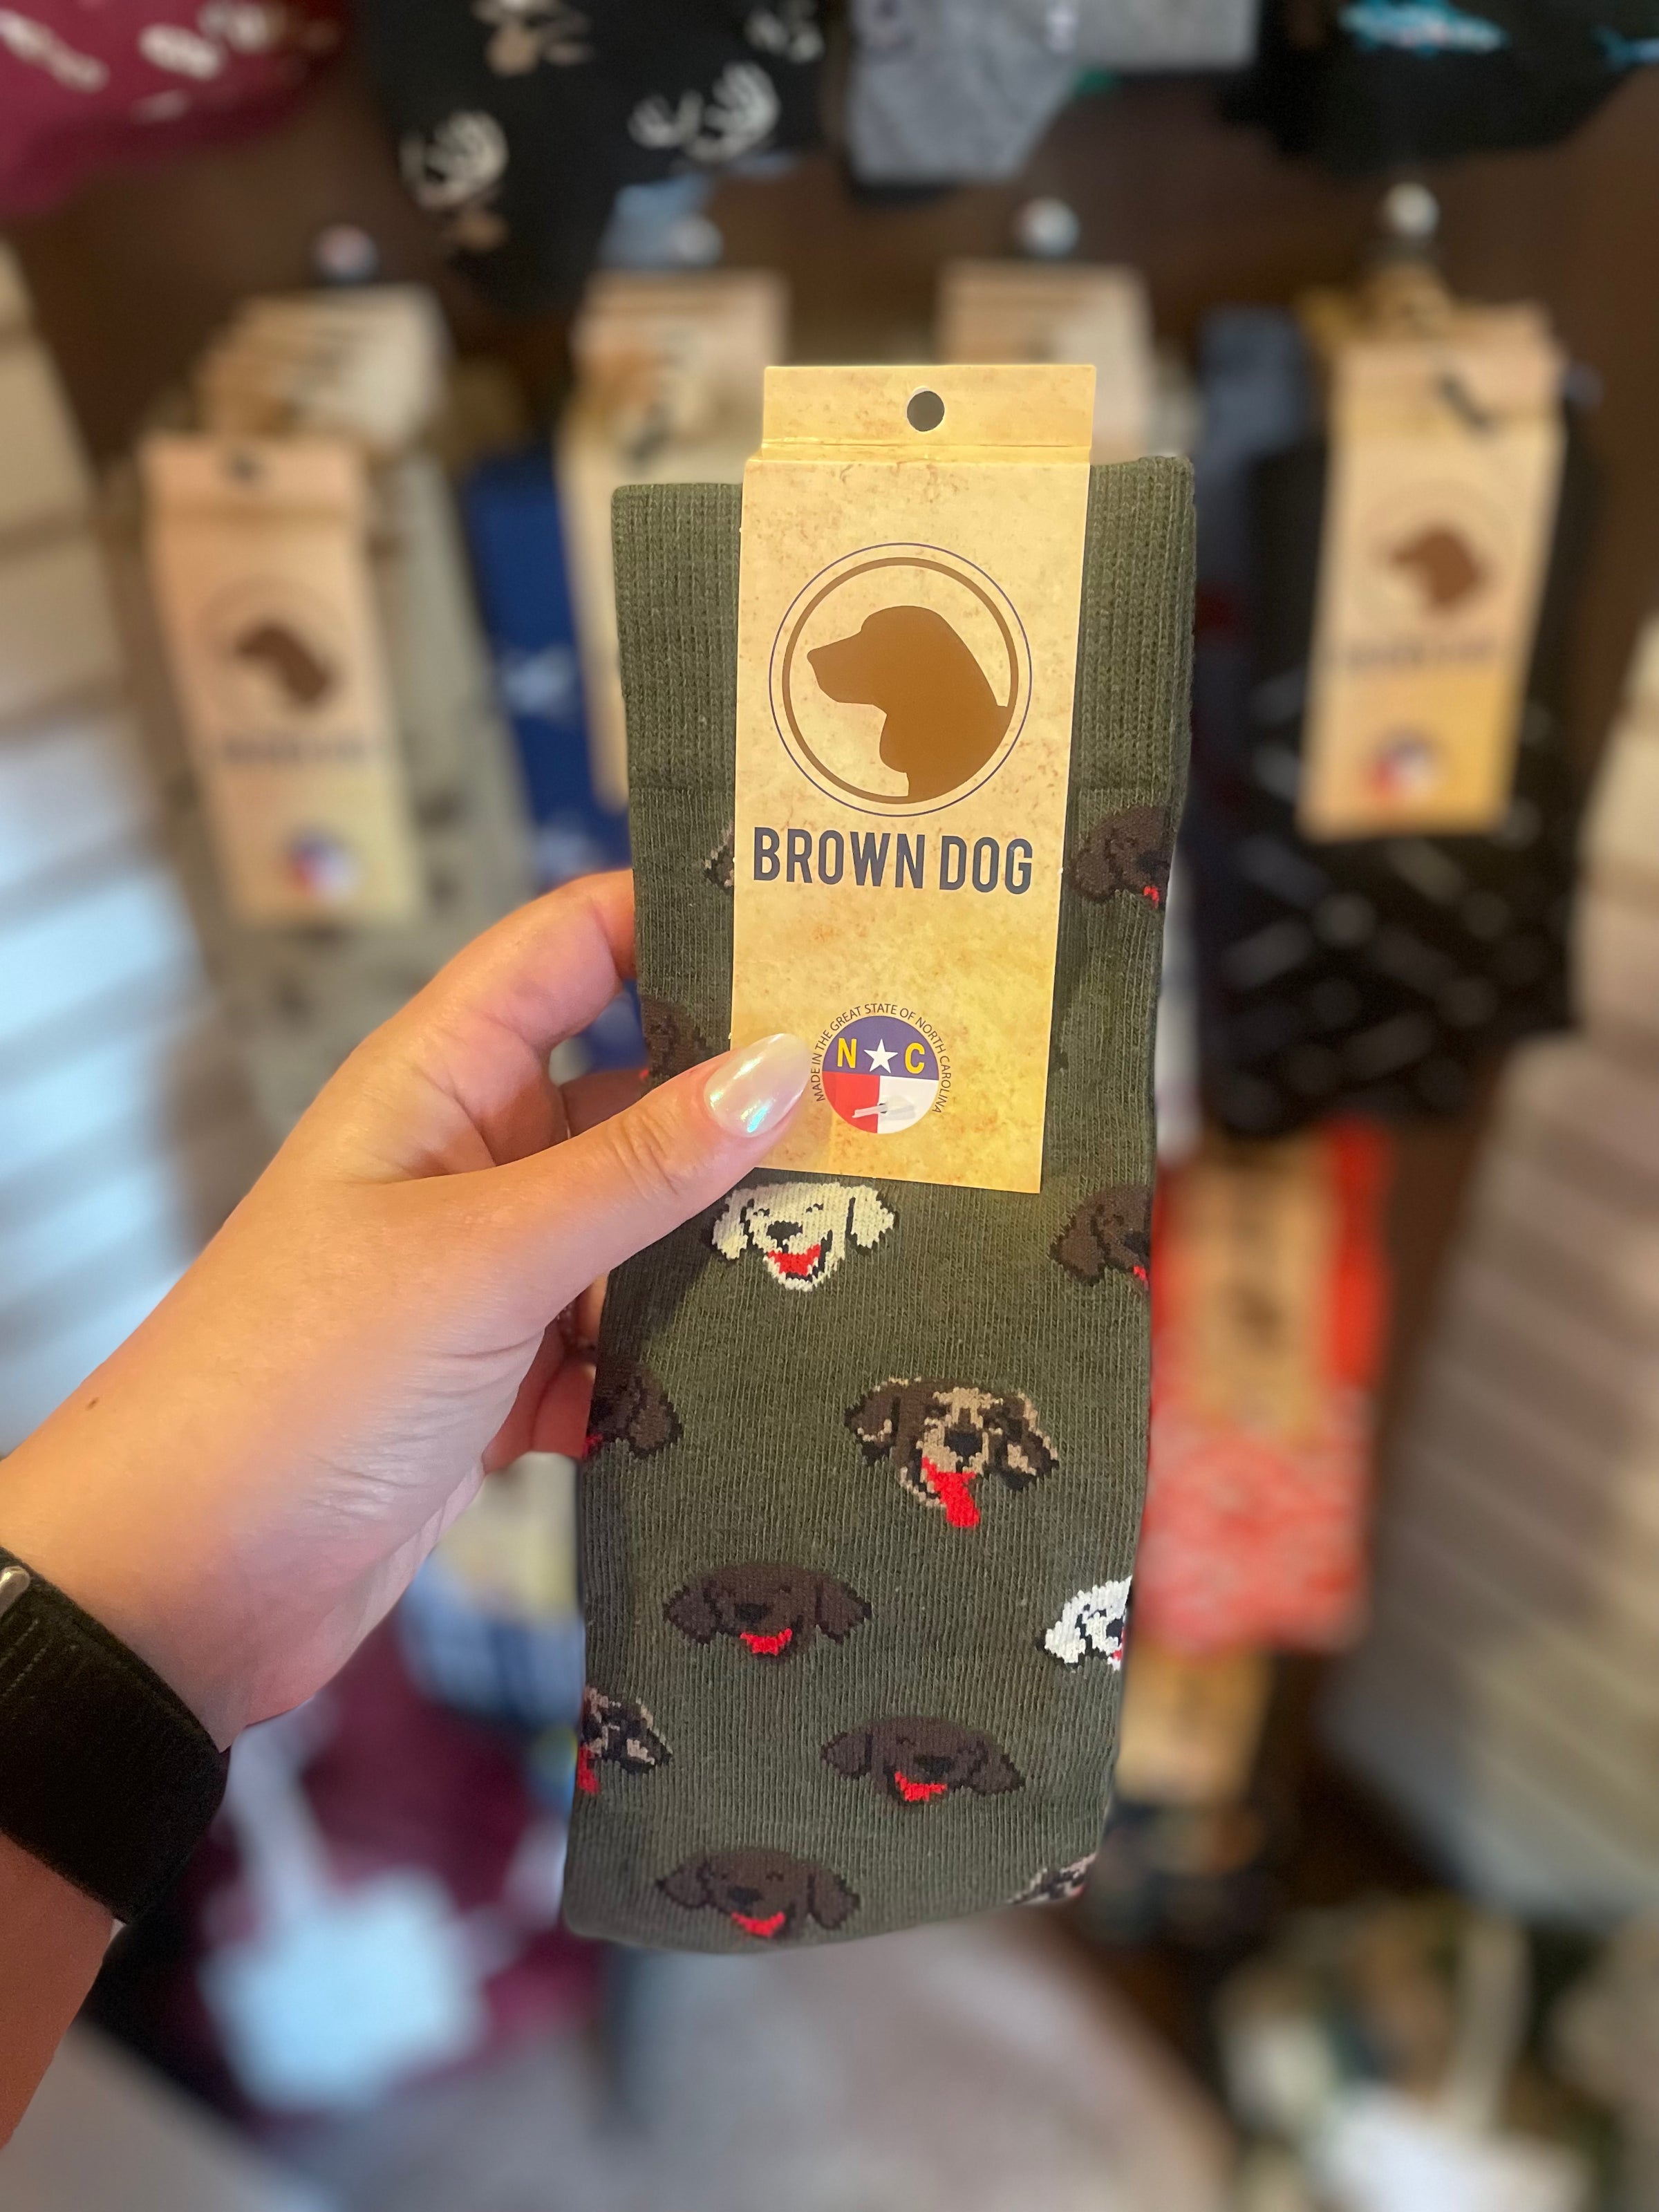 BROWN DOG
MADE IN THE GREAT STATE OF NORTH CAROLINA
N C